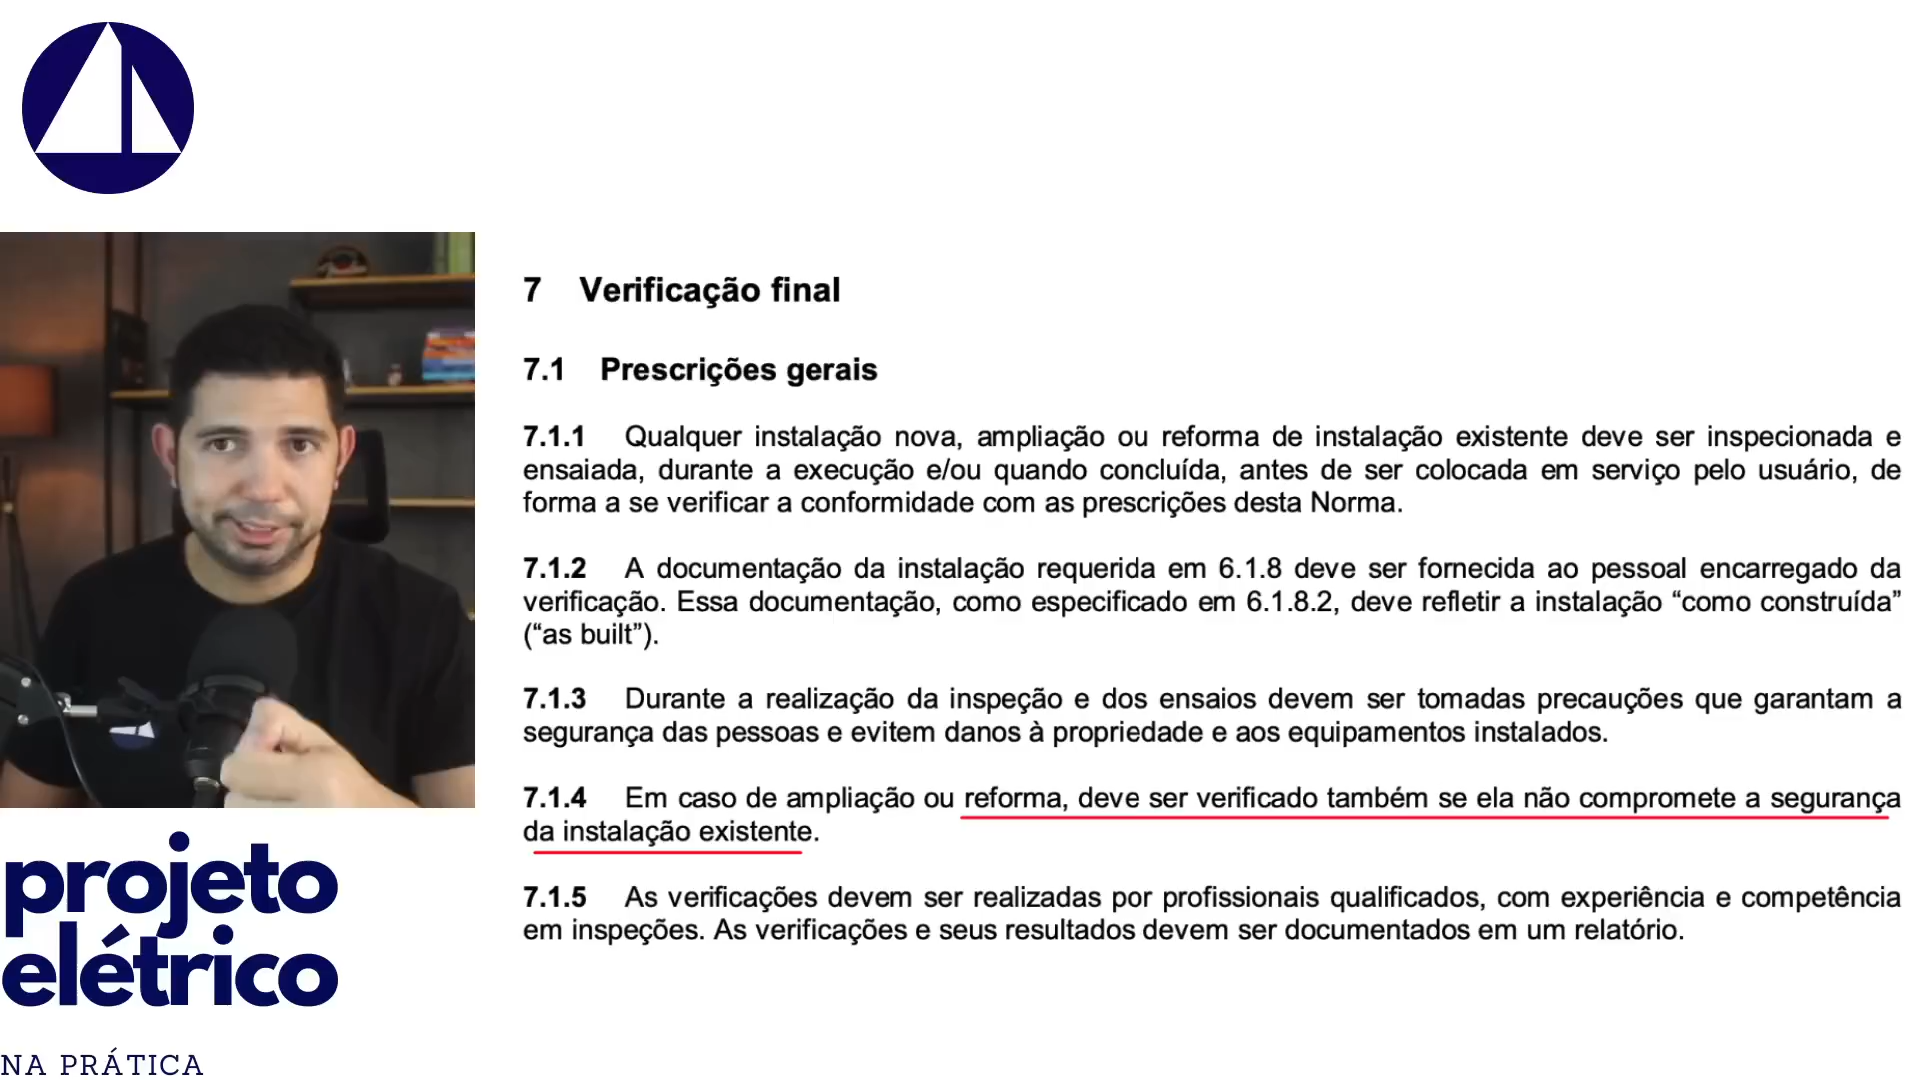 7 Verificação final
7.1 Prescrições gerais
7.1.1 Qualquer instalação nova, ampliação ou reforma de instalação existente deve ser inspecionada e
ensaiada, durante a execução e/ou quando concluída, antes de ser colocada em serviço pelo usuário, de
forma a se verificar a conformidade com as prescrições desta Norma.
7.1.2 A documentação da instalação requerida em 6.1.8 deve ser fornecida ao pessoal encarregado da
verificação. Essa documentação, como especificado em 6.1.8.2, deve refletir a instalação “como construída”
(“as built”).
7.1.3 Durante a realização da inspeção e dos ensaios devem ser tomadas precauções que garantam a
segurança das pessoas e evitem danos à propriedade e aos equipamentos instalados.
7.1.4 Em caso de ampliação ou reforma, deve ser verificado também se ela não compromete a segurança
da instalação existente.
7.1.5 As verificações devem ser realizadas por profissionais qualificados, com experiência e competência
em inspeções. As verificações e seus resultados devem ser documentados em um relatório.
projeto
elétrico
NA PRÁTICA